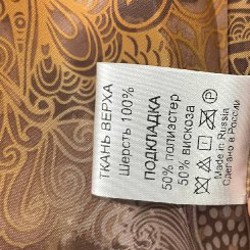 ТКАНЬ ВЕРХА
Шерсть 100%
ПОДКЛАДКА
50% полиэстер
50% вискоза
Made in Russia
Сделано в России